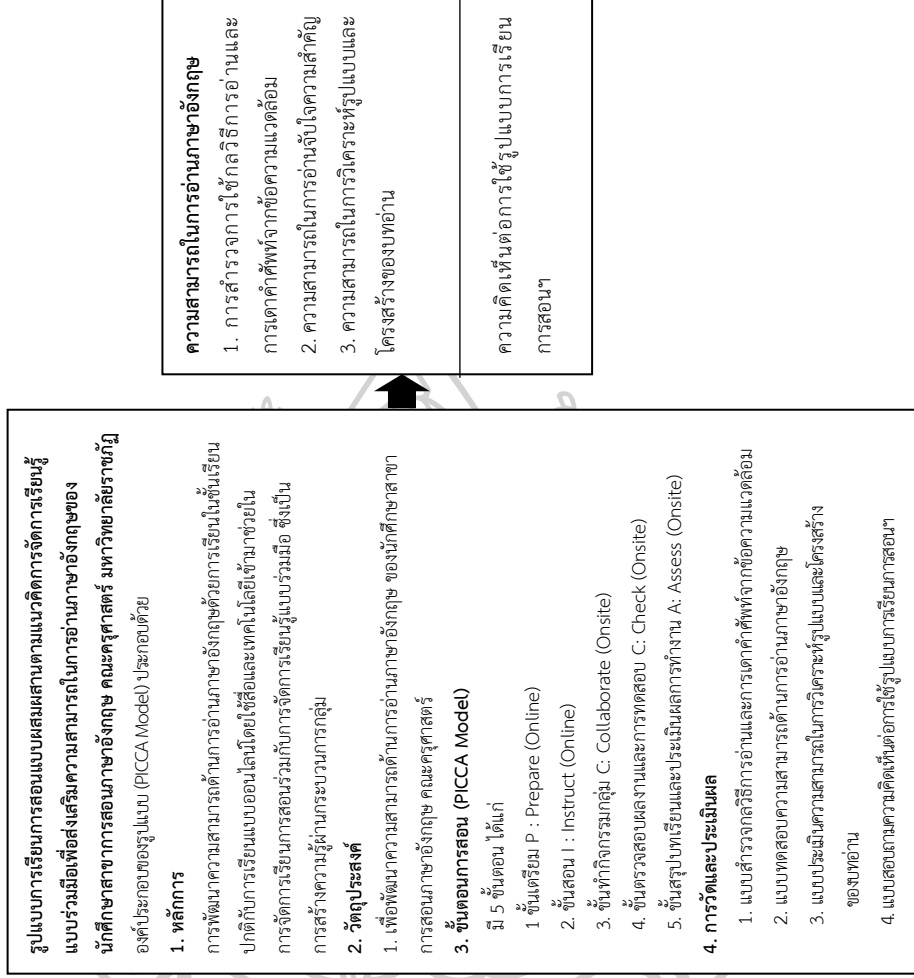 รูปแบบการเรียนการสอนแบบผสมผสานตามแนวคิดการจัดการเรียนรู้
แบบร่วมมือเพื่อส่งเสริมความสามารถในการอ่านภาษาอังกฤษของ
นักศึกษาสาขาการสอนภาษาอังกฤษ คณะครุศาสตร์ มหาวิทยาลัยราชภัฏ
องค์ประกอบของรูปแบบ (PICCA Model) ประกอบด้วย
1. หลักการ
การพัฒนาความสามารถด้านการอ่านภาษาอังกฤษด้วยการเรียนในชั้นเรียน
ปกติกับการเรียนแบบออนไลน์โดยใช้สื่อและเทคโนโลยีเข้ามาช่วยใน
การจัดการเรียนการสอนร่วมกับการจัดการเรียนรู้แบบร่วมมือ ซึ่งเป็น
การสร้างความรู้ผ่านกระบวนการกลุ่ม
2. วัตถุประสงค์
1. เพื่อพัฒนาความสามารถด้านการอ่านภาษาอังกฤษ ของนักศึกษาสาขา
การสอนภาษาอังกฤษ คณะครุศาสตร์
3. ขั้นตอนการสอน (PICCA Model)
มี 5 ขั้นตอน ได้แก่
1 ขั้นเตรียม P : Prepare (Online)
2. ขั้นสอน I : Instruct (Online)
3. ขั้นทำกิจกรรมกลุ่ม C: Collaborate (Onsite)
4. ขั้นตรวจสอบผลงานและการทดสอบ C: Check (Onsite)
5. ขั้นสรุปบทเรียนและประเมินผลการทำงาน A: Assess (Onsite)
4. การวัดและประเมินผล
1. แบบสำรวจกลวิธีการอ่านและการเดาคำศัพท์จากข้อความแวดล้อม
2. แบบทดสอบความสามารถด้านการอ่านภาษาอังกฤษ
3. แบบประเมินความสามารถในการวิเคราะห์รูปแบบและโครงสร้าง
ของบทอ่าน
4. แบบสอบถามความคิดเห็นต่อการใช้รูปแบบการเรียนการสอนฯ
ความสามารถในการอ่านภาษาอังกฤษ
1. การสำรวจการใช้กลวิธีการอ่านและ
การเดาคำศัพท์จากข้อความแวดล้อม
2. ความสามารถในการอ่านจับใจความสำคัญ
3. ความสามารถในการวิเคราะห์รูปแบบและ
โครงสร้างของบทอ่าน
ความคิดเห็นต่อการใช้รูปแบบการเรียน
การสอนฯ